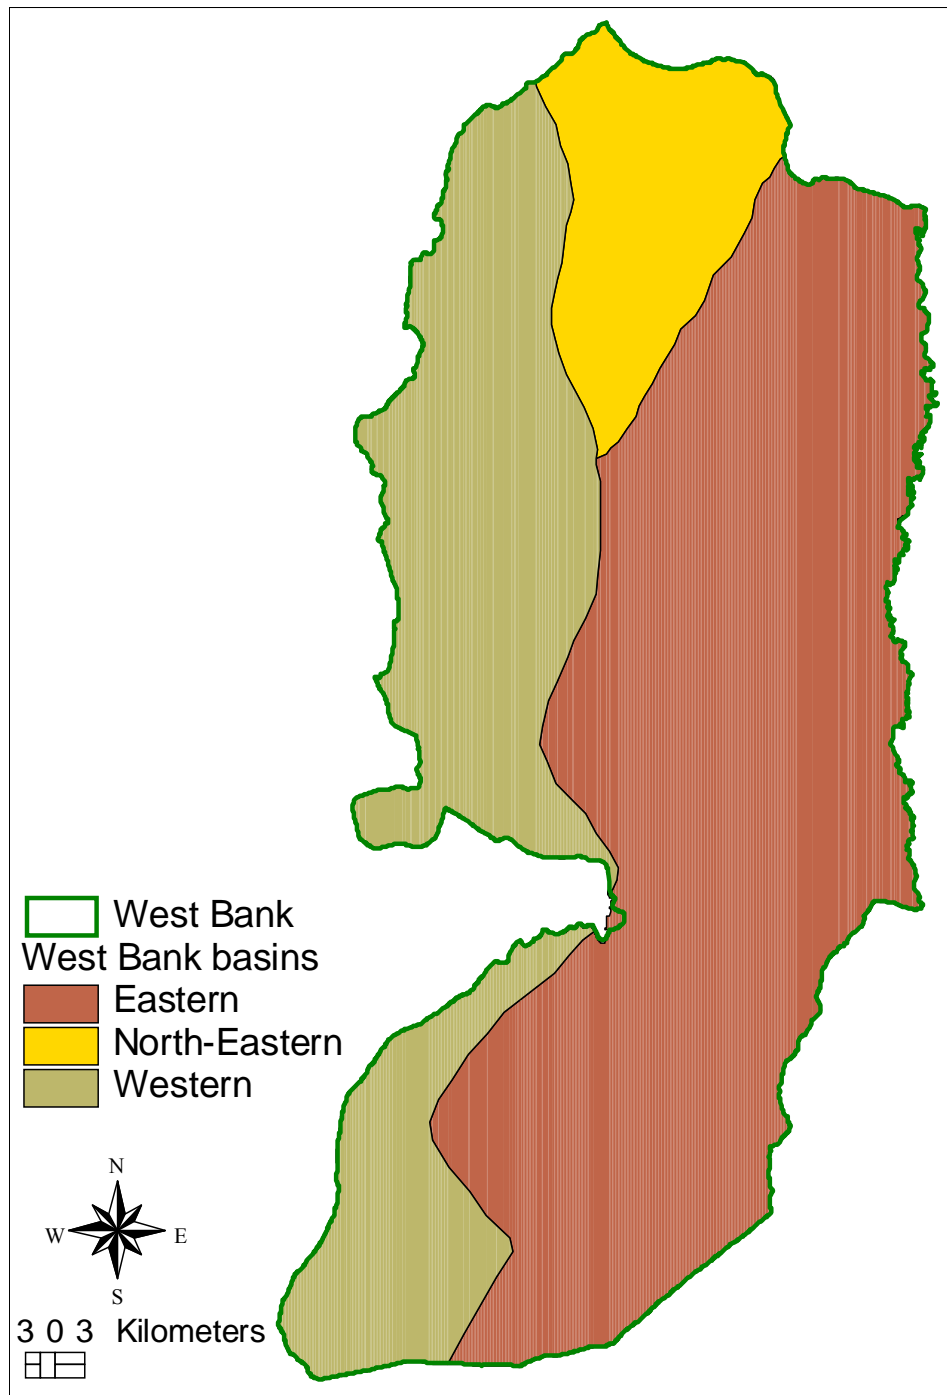 West Bank
West Bank basins
Eastern
North-Eastern
Western
N
W E
S
3 0 3 Kilometers